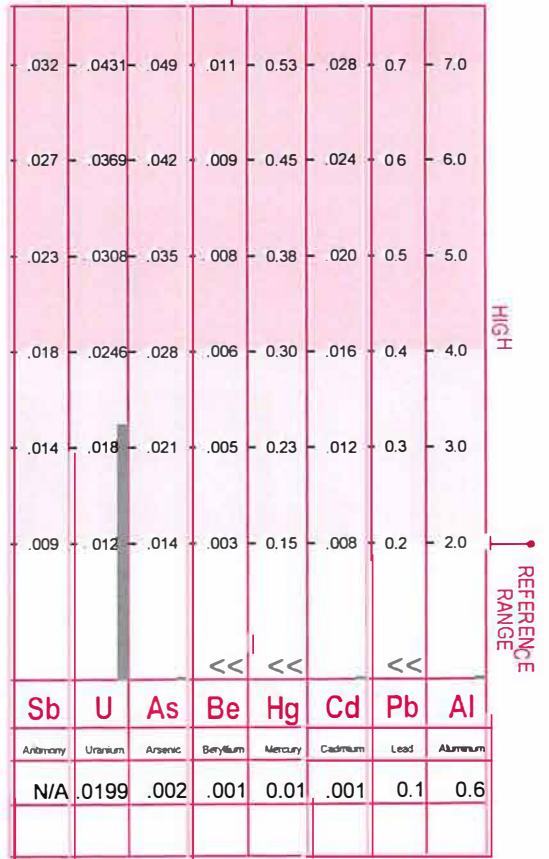 .032 .0431 .049 .011 0.53 .028 0.7 7.0
.027 .0369 .042 .009 0.45 .024 0.6 6.0
.023 .0308 .035 .008 0.38 .020 0.5 5.0
HIGH
.018 .0246 .028 .006 0.30 .016 0.4 4.0
.014 .018 .021 .005 0.23 .012 0.3 3.0
.009 .012 .014 .003 0.15 .008 0.2 2.0
REFERENCE
RANGE
<< << <<
Sb U As Be Hg Cd Pb Al
Antimony Uranium Arsenic Beryllium Mercury Cadmium Lead Aluminum
N/A .0199 .002 .001 0.01 .001 0.1 0.6